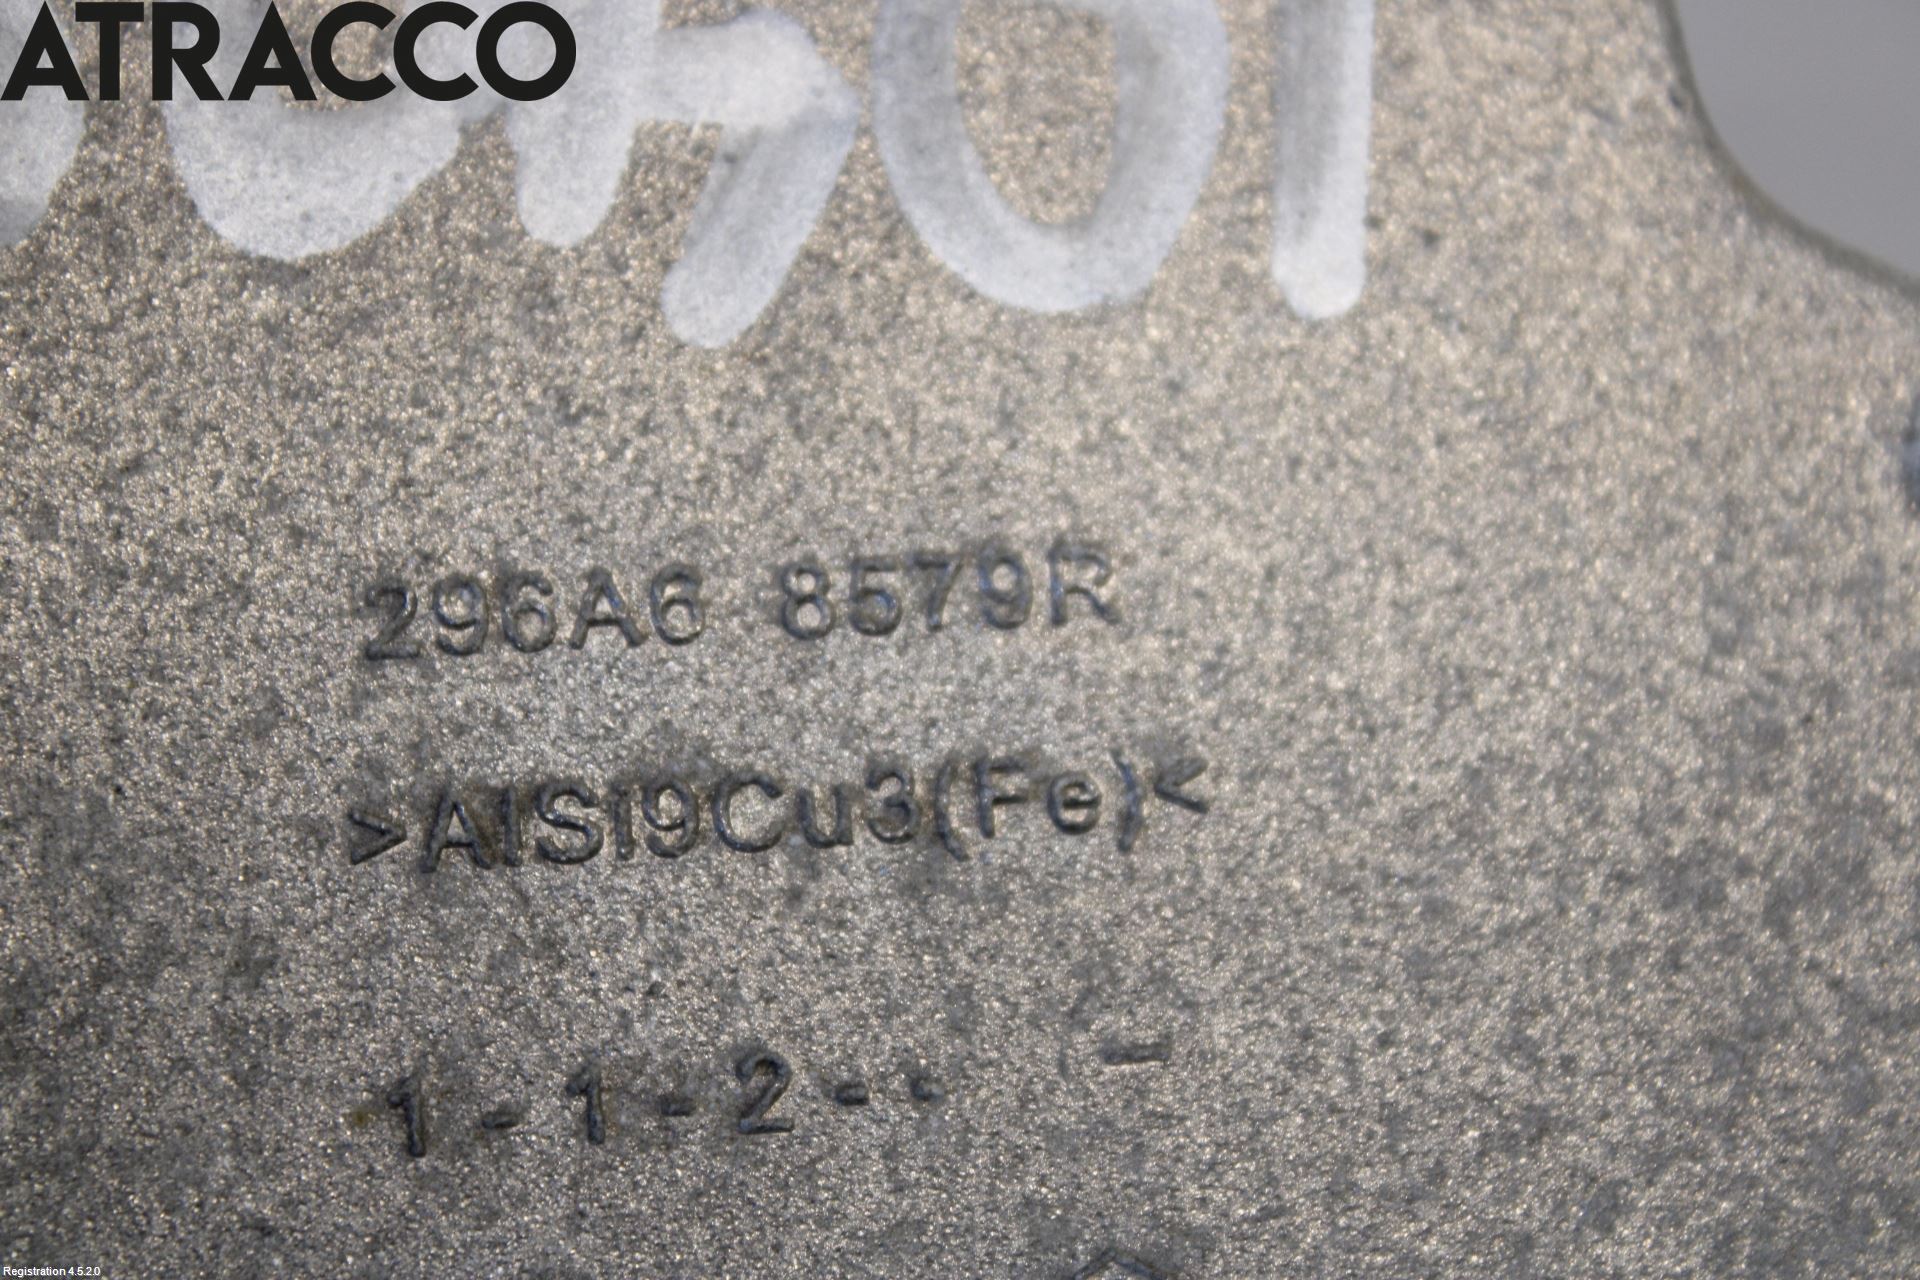 ATRACCO
296A6 8579R
>AlSi9Cu3(Fe)<
1-1-2--  -
Registration 4.5.2.0